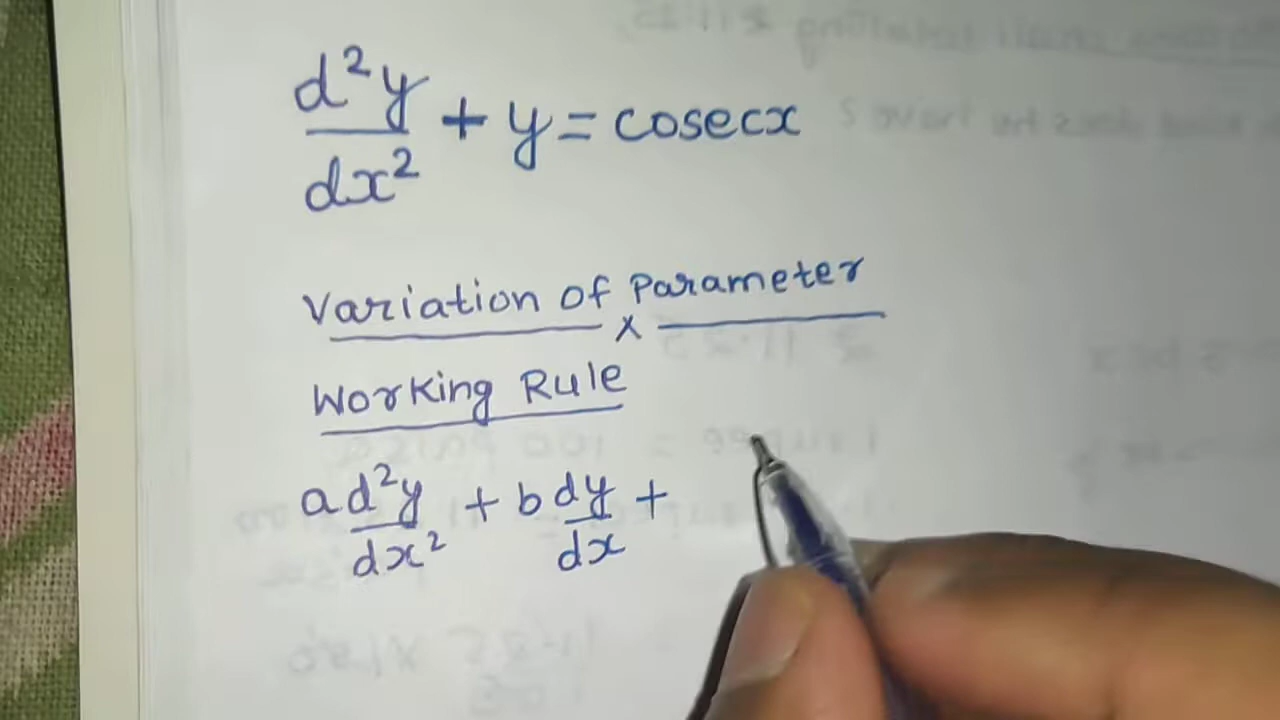 d²y/dx² + y = cosecx
Variation of Parameter
x
Working Rule
a d²y/dx² + b dy/dx +